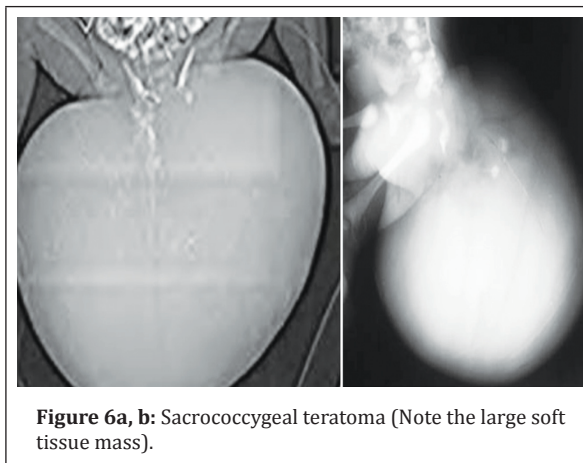 Figure 6a, b: Sacrococcygeal teratoma (Note the large soft
tissue mass).